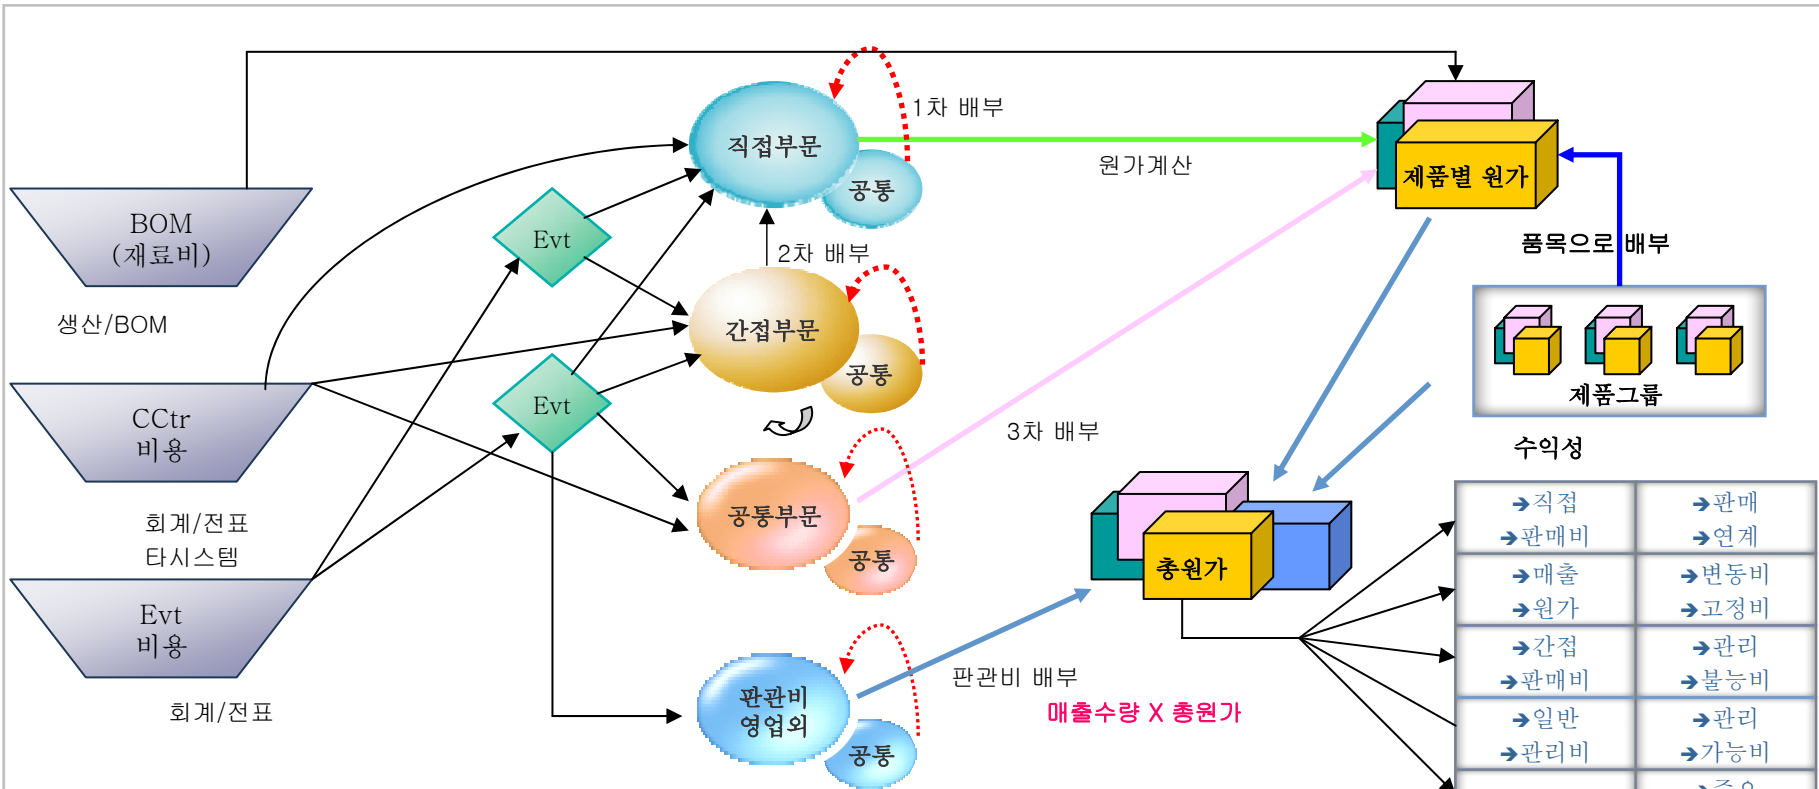 1차 배부
직접부문
공통
원가계산
제품별 원가
BOM
(재료비)
Evt
2차 배부
품목으로 배부
생산/BOM
간접부문
공통
제품그룹
CCtr
비용
Evt
3차 배부
수익성
회계/전표
타시스템
공통부문
공통
총원가
Evt
비용
회계/전표
판관비
영업외
공통
판관비 배부
매출수량 X 총원가
➔직접
➔판매비
➔판매
➔연계
➔매출
➔원가
➔변동비
➔고정비
➔간접
➔판매비
➔관리
➔불능비
➔일반
➔관리비
➔관리
➔가능비